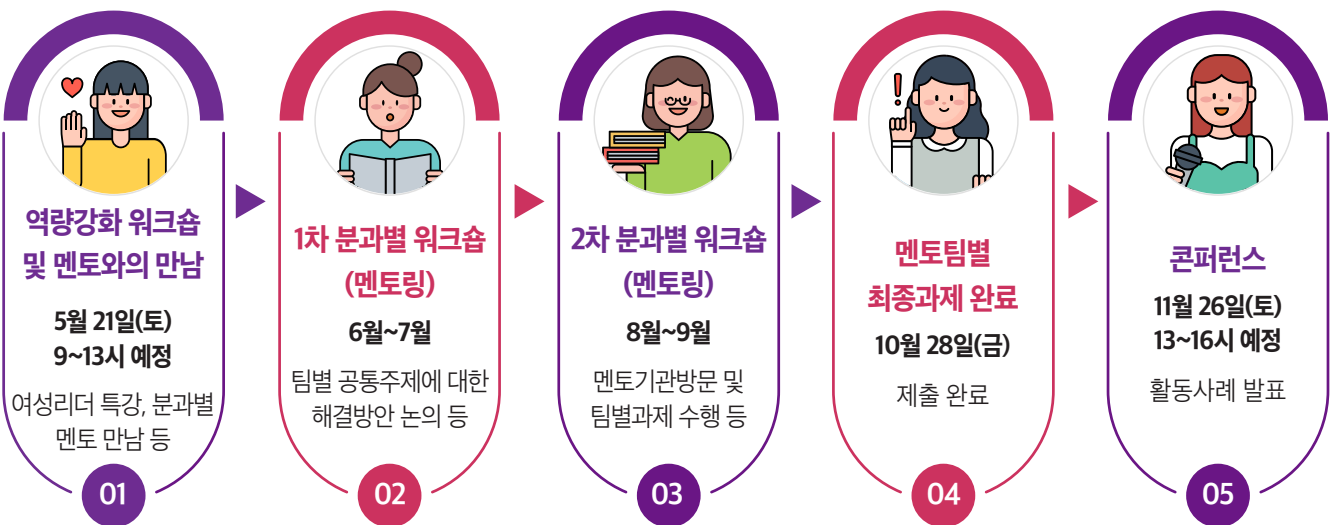 역량강화 워크숍
및 멘토와의 만남
5월 21일(토)
9~13시 예정
여성리더 특강, 분과별
멘토 만남 등
01
1차 분과별 워크숍
(멘토링)
6월~7월
팀별 공통주제에 대한
해결방안 논의 등
02
2차 분과별 워크숍
(멘토링)
8월~9월
멘토기관방문 및
팀별과제 수행 등
03
멘토팀별
최종과제 완료
10월 28일(금)
제출 완료
04
콘퍼런스
11월 26일(토)
13~16시 예정
활동사례 발표
05